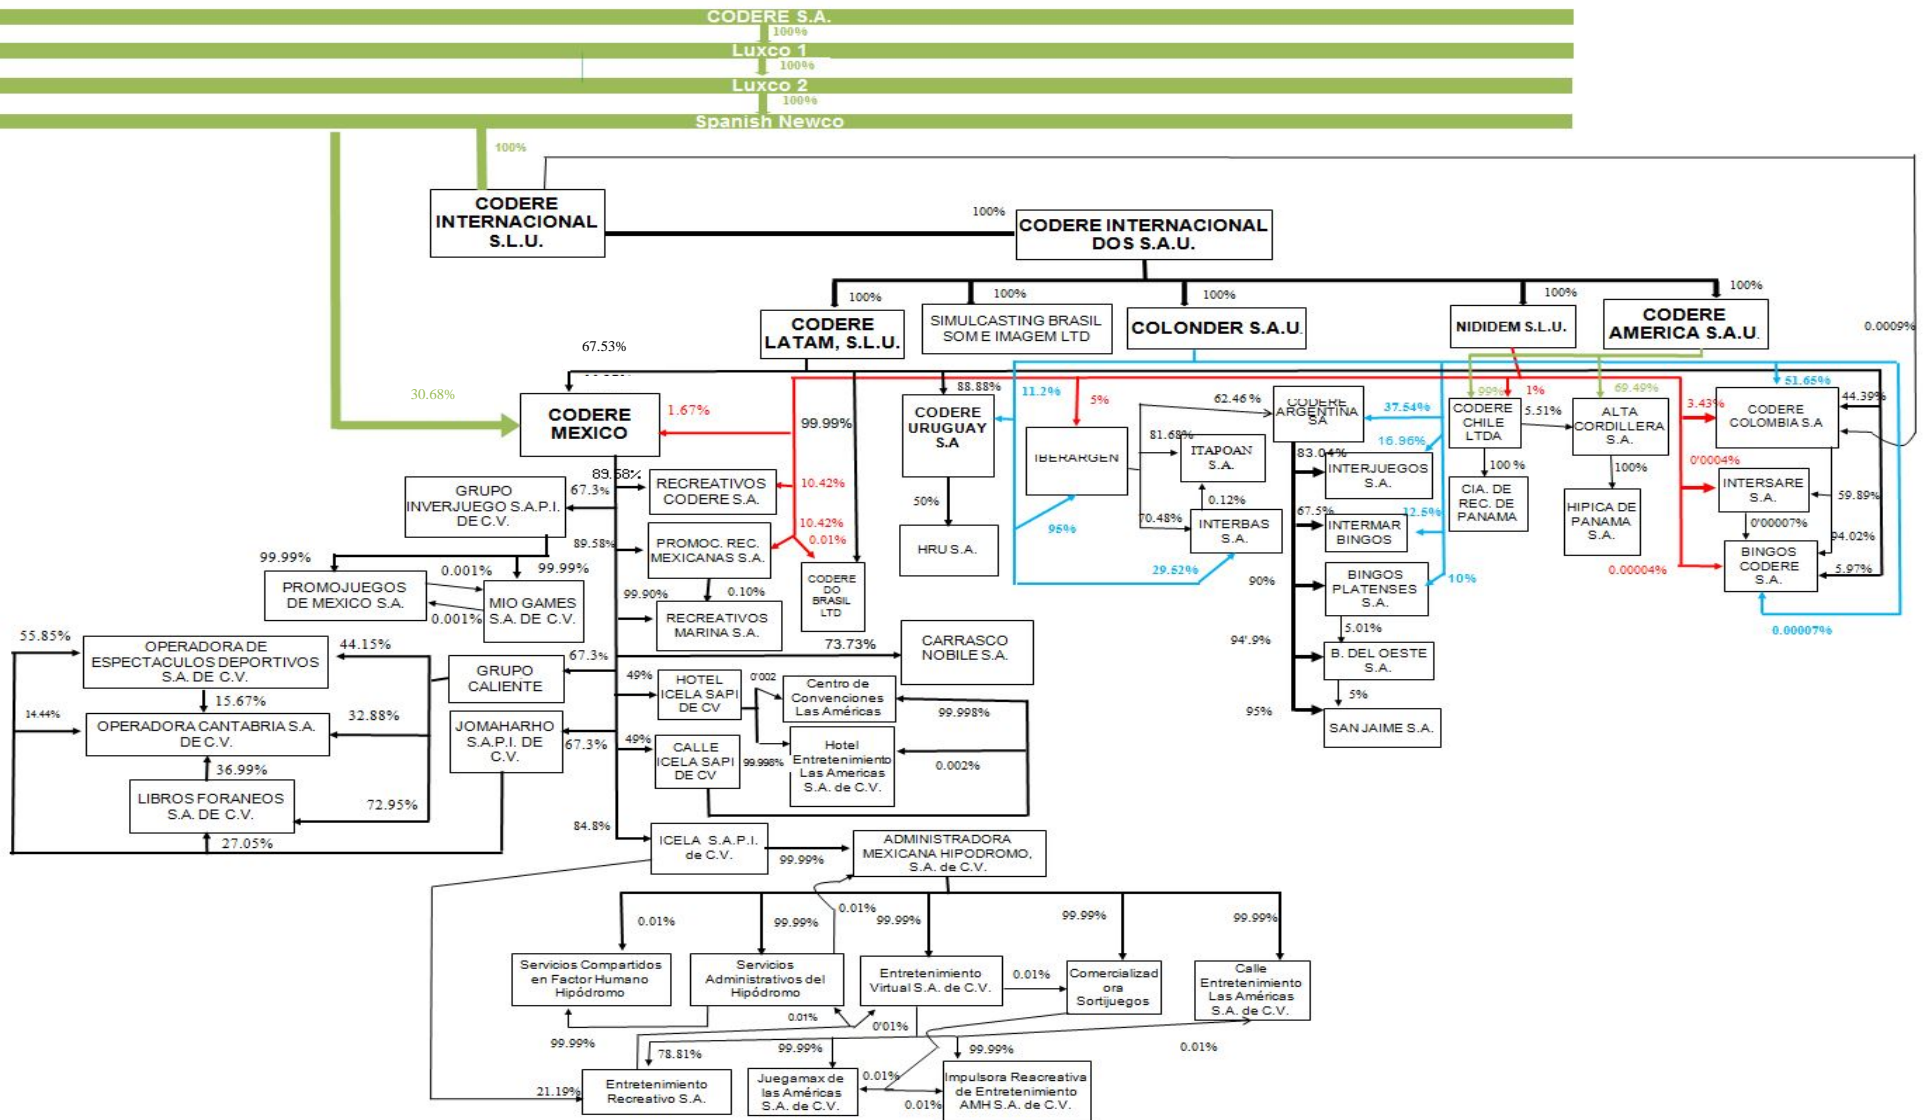 CODERE S.A.
100%
Luxco 1
100%
Luxco 2
100%
Spanish Newco
100%
CODERE
INTERNACIONAL
S.L.U.
100%
CODERE INTERNACIONAL
DOS S.A.U.
100%
100%
100%
100%
100%
CODERE
LATAM, S.L.U.
SIMULCASTING BRASIL
SOM E IMAGEM LTD
COLONDER S.A.U.
NIDIDEM S.L.U.
CODERE
AMERICA S.A.U.
0.0009%
67.53%
30.68%
CODERE
MEXICO
1.67%
99.99%
88.88%
CODERE
URUGUAY
S.A
11.2%
5%
62.46 %
CODERE
ARGENTINA
SA
37.54%
16.96%
99%
1%
69.49%
CODERE
CHILE
LTDA
5.51%
ALTA
CORDILLERA
S.A.
3.43%
51.65%
CODERE
COLOMBIA S.A
44.39%
IBERARGEN
81.68%
ITAPOAN
S.A.
83.04%
INTERJUEGOS
S.A.
100 %
100%
0'0004%
INTERSARE
S.A.
59.89%
89.58%
RECREATIVOS
CODERE S.A.
10.42%
GRUPO
INVERJUEGO S.A.P.I.
DE C.V.
67.3%
50%
95%
0.12%
70.48%
INTERBAS
S.A.
67.5%
INTERMAR
BINGOS
12.5%
CIA. DE
REC. DE
PANAMA
HIPICA DE
PANAMA
S.A.
0'00007%
94.02%
89.58%
PROMOC. REC.
MEXICANAS S.A.
10.42%
0.01%
HRU S.A.
29.52%
BINGOS
CODERE
S.A.
5.97%
0.00004%
0.00007%
99.99%
0.001%
99.99%
PROMOJUEGOS
DE MEXICO S.A.
0.001%
MIO GAMES
S.A. DE C.V.
99.90%
0.10%
CODERE
DO
BRASIL
LTD
90%
BINGOS
PLATENSES
S.A.
10%
RECREATIVOS
MARINA S.A.
5.01%
55.85%
OPERADORA DE
ESPECTACULOS DEPORTIVOS
S.A. DE C.V.
44.15%
67.3%
73.73%
CARRASCO
NOBILE S.A.
94'.9%
B. DEL OESTE
S.A.
GRUPO
CALIENTE
49%
HOTEL
ICELA SAPI
DE CV
0'002
Centro de
Convenciones
Las Américas
99.998%
5%
15.67%
14.44%
OPERADORA CANTABRIA S.A.
DE C.V.
32.88%
JOMAHARHO
S.A.P.I. DE
C.V.
67.3%
95%
SAN JAIME S.A.
49%
CALLE
ICELA SAPI
DE CV
99.998%
Hotel
Entretenimiento
Las Americas
S.A. de C.V.
0.002%
36.99%
LIBROS FORANEOS
S.A. DE C.V.
72.95%
27.05%
84.8%
ICELA S.A.P.I.
de C.V.
99.99%
ADMINISTRADORA
MEXICANA HIPODROMO,
S.A. de C.V.
0.01%
99.99%
0.01%
99.99%
99.99%
99.99%
Servicios Compartidos
en Factor Humano
Hipódromo
Servicios
Administrativos del
Hipódromo
Entretenimiento
Virtual S.A. de C.V.
0.01%
Comercializad
ora
Sortijuegos
Calle
Entretenimiento
Las Américas
S.A. de C.V.
99.99%
0.01%
0'01%
78.81%
99.99%
99.99%
0.01%
21.19%
Entretenimiento
Recreativo S.A.
Juegamax de
las Américas
S.A. de C.V.
0.01%
0.01%
Impulsora Reacreativa
de Entretenimiento
AMH S.A. de C.V.